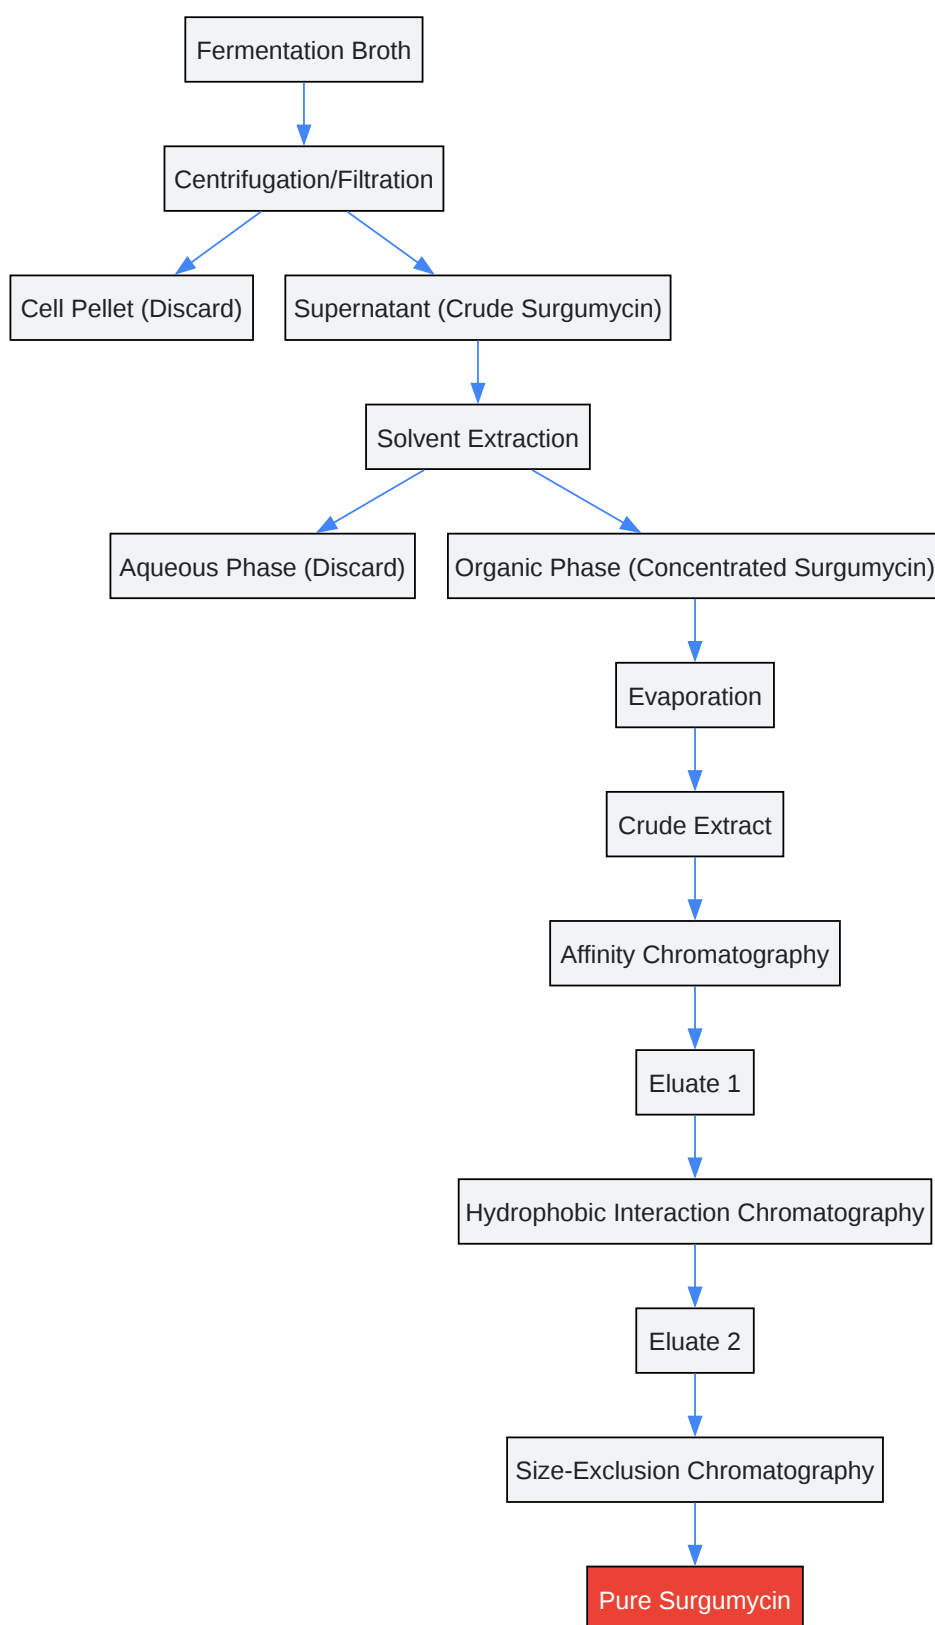 Fermentation Broth
Centrifugation/Filtration
Cell Pellet (Discard)
Supernatant (Crude Surgumycin)
Solvent Extraction
Aqueous Phase (Discard)
Organic Phase (Concentrated Surgumycin)
Evaporation
Crude Extract
Affinity Chromatography
Eluate 1
Hydrophobic Interaction Chromatography
Eluate 2
Size-Exclusion Chromatography
Pure Surgumycin